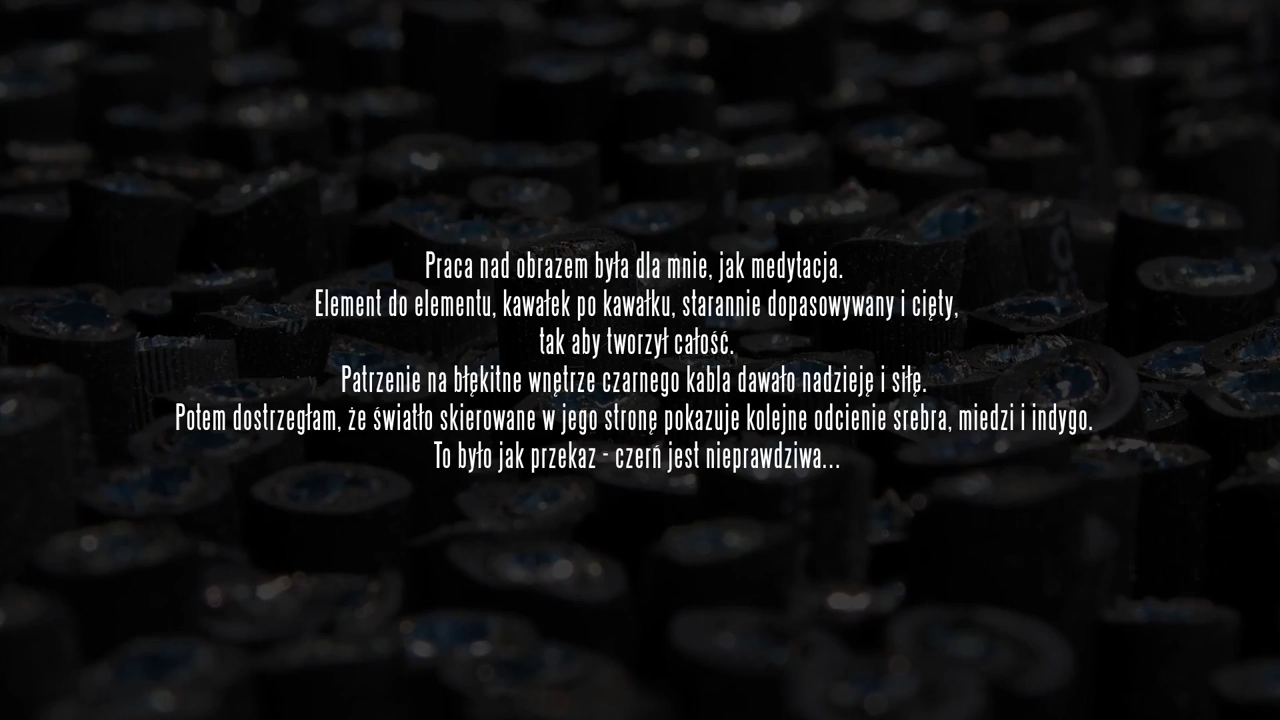 Praca nad obrazem była dla mnie, jak medytacja.
Element do elementu, kawałek po kawałku, starannie dopasowywany i cięty,
tak aby tworzył całość.
Patrzenie na błękitne wnętrze czarnego kabla dawało nadzieję i siłę.
Potem dostrzegłam, że światło skierowane w jego stronę pokazuje kolejne odcienie srebra, miedzi i indygo.
To było jak przekaz - czerń jest nieprawdziwa...